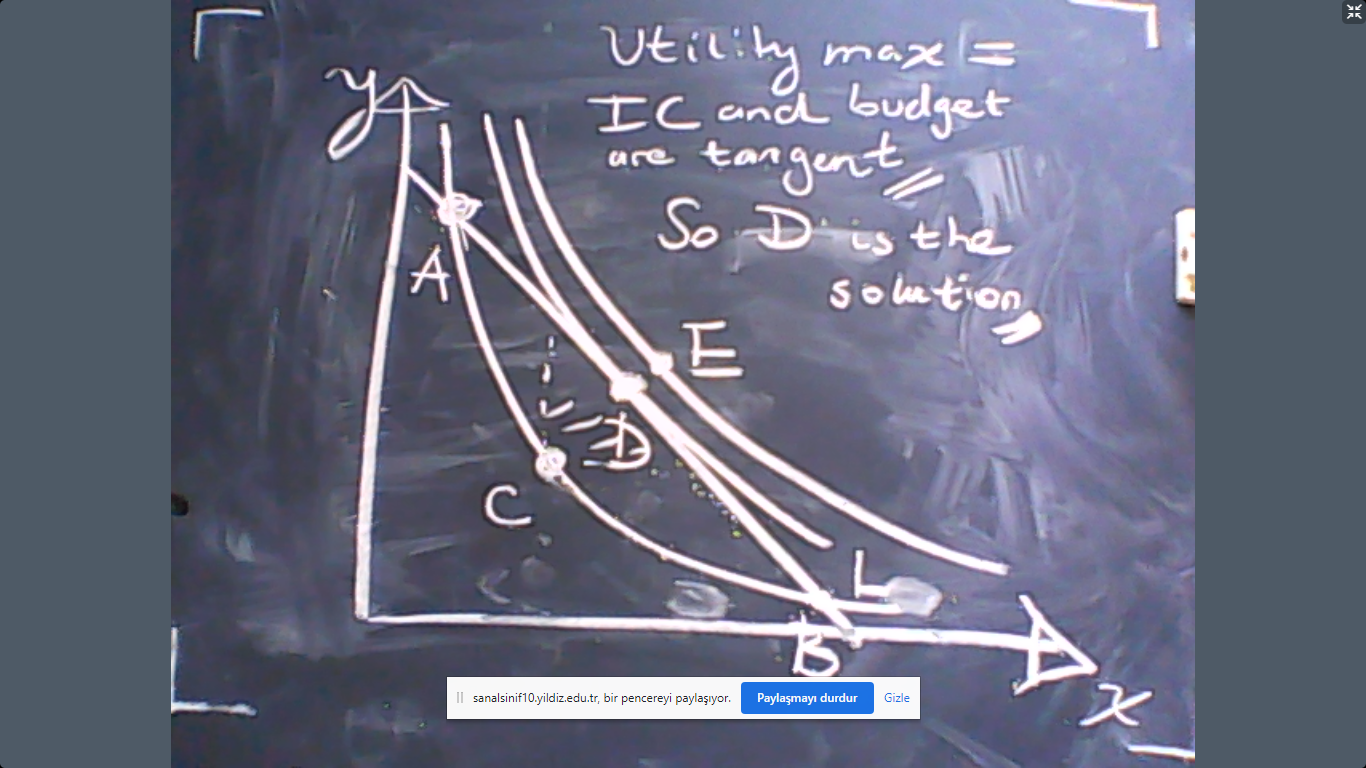 Utility max =
IC and budget
are tangent
So D is the
solution
y
A
E
D
C
L
B
x
sanalsinif10.yildiz.edu.tr, bir pencereyi paylaşıyor.
Paylaşmayı durdur
Gizle